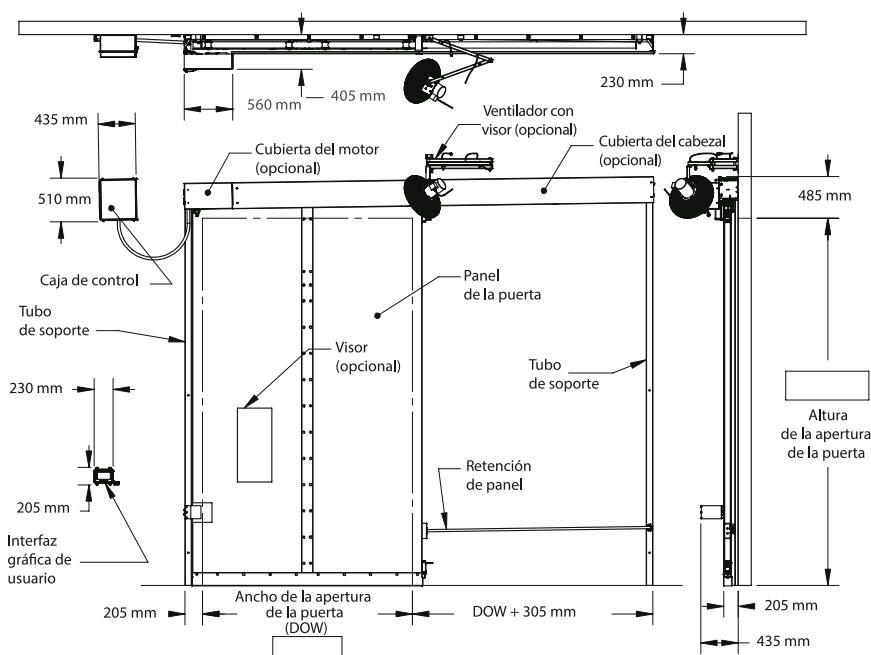 230 mm
405 mm
560 mm
435 mm
Ventilador con
visor (opcional)
Cubierta del motor
(opcional)
Cubierta del cabezal
(opcional)
510 mm
485 mm
Caja de control
Panel
de la puerta
Tubo
de soporte
Visor
(opcional)
Tubo
de soporte
230 mm
Altura
de la apertura
de la puerta
Retención
de panel
205 mm
Interfaz
gráfica de
usuario
205 mm
Ancho de la apertura
de la puerta
(DOW)
DOW + 305 mm
205 mm
435 mm